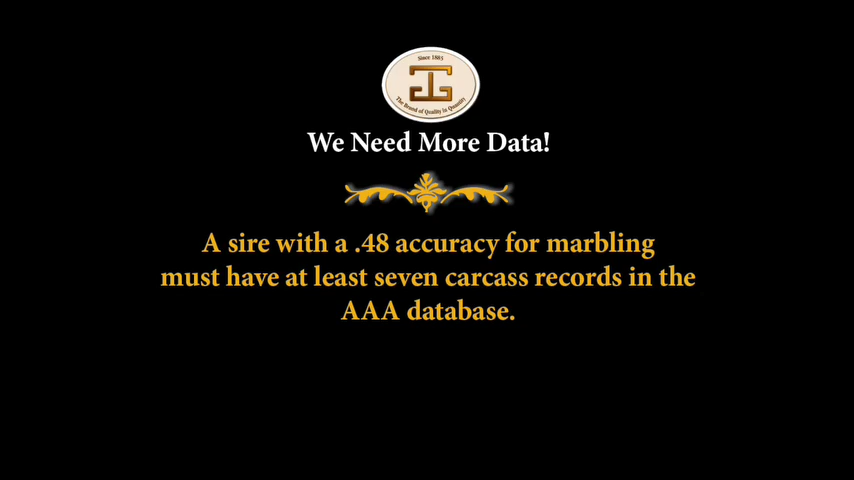 Since 1883
The Brand of Quality in Quantity
We Need More Data!
A sire with a .48 accuracy for marbling
must have at least seven carcass records in the
AAA database.